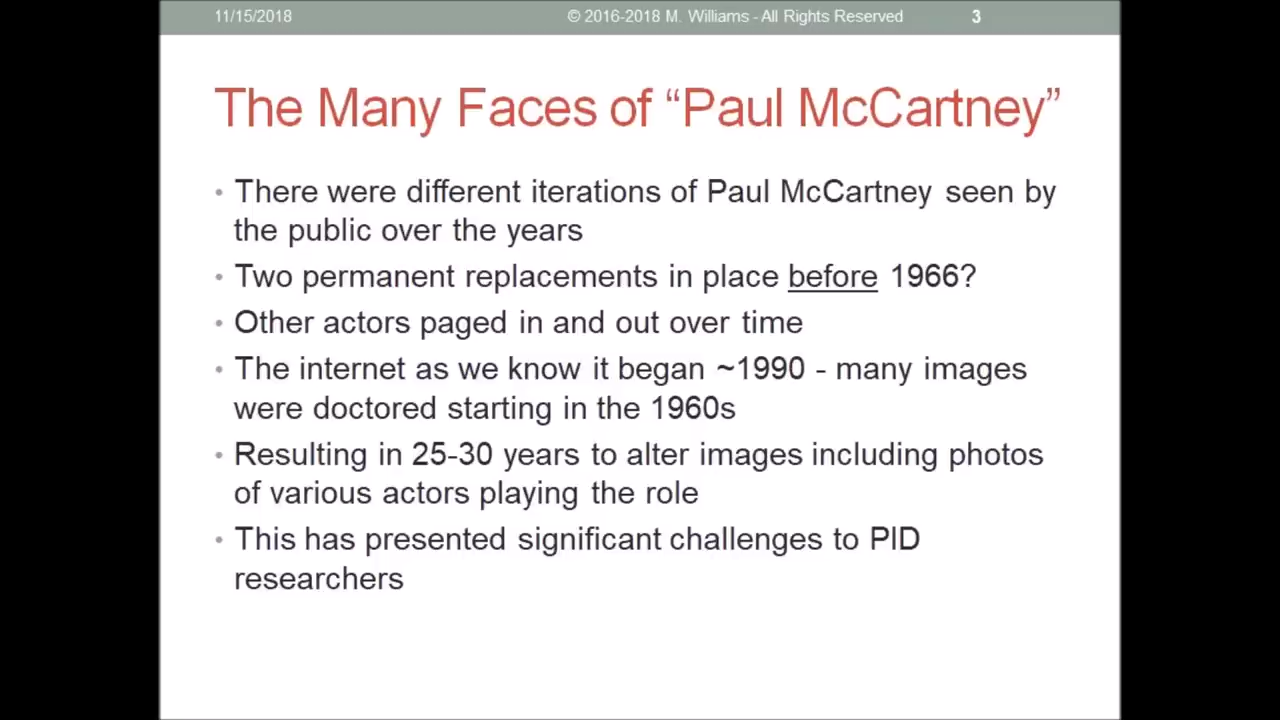 11/15/2018 © 2016-2018 M. Williams - All Rights Reserved 3
The Many Faces of “Paul McCartney”
• There were different iterations of Paul McCartney seen by
the public over the years
• Two permanent replacements in place before 1966?
• Other actors paged in and out over time
• The internet as we know it began ~1990 - many images
were doctored starting in the 1960s
• Resulting in 25-30 years to alter images including photos
of various actors playing the role
• This has presented significant challenges to PID
researchers